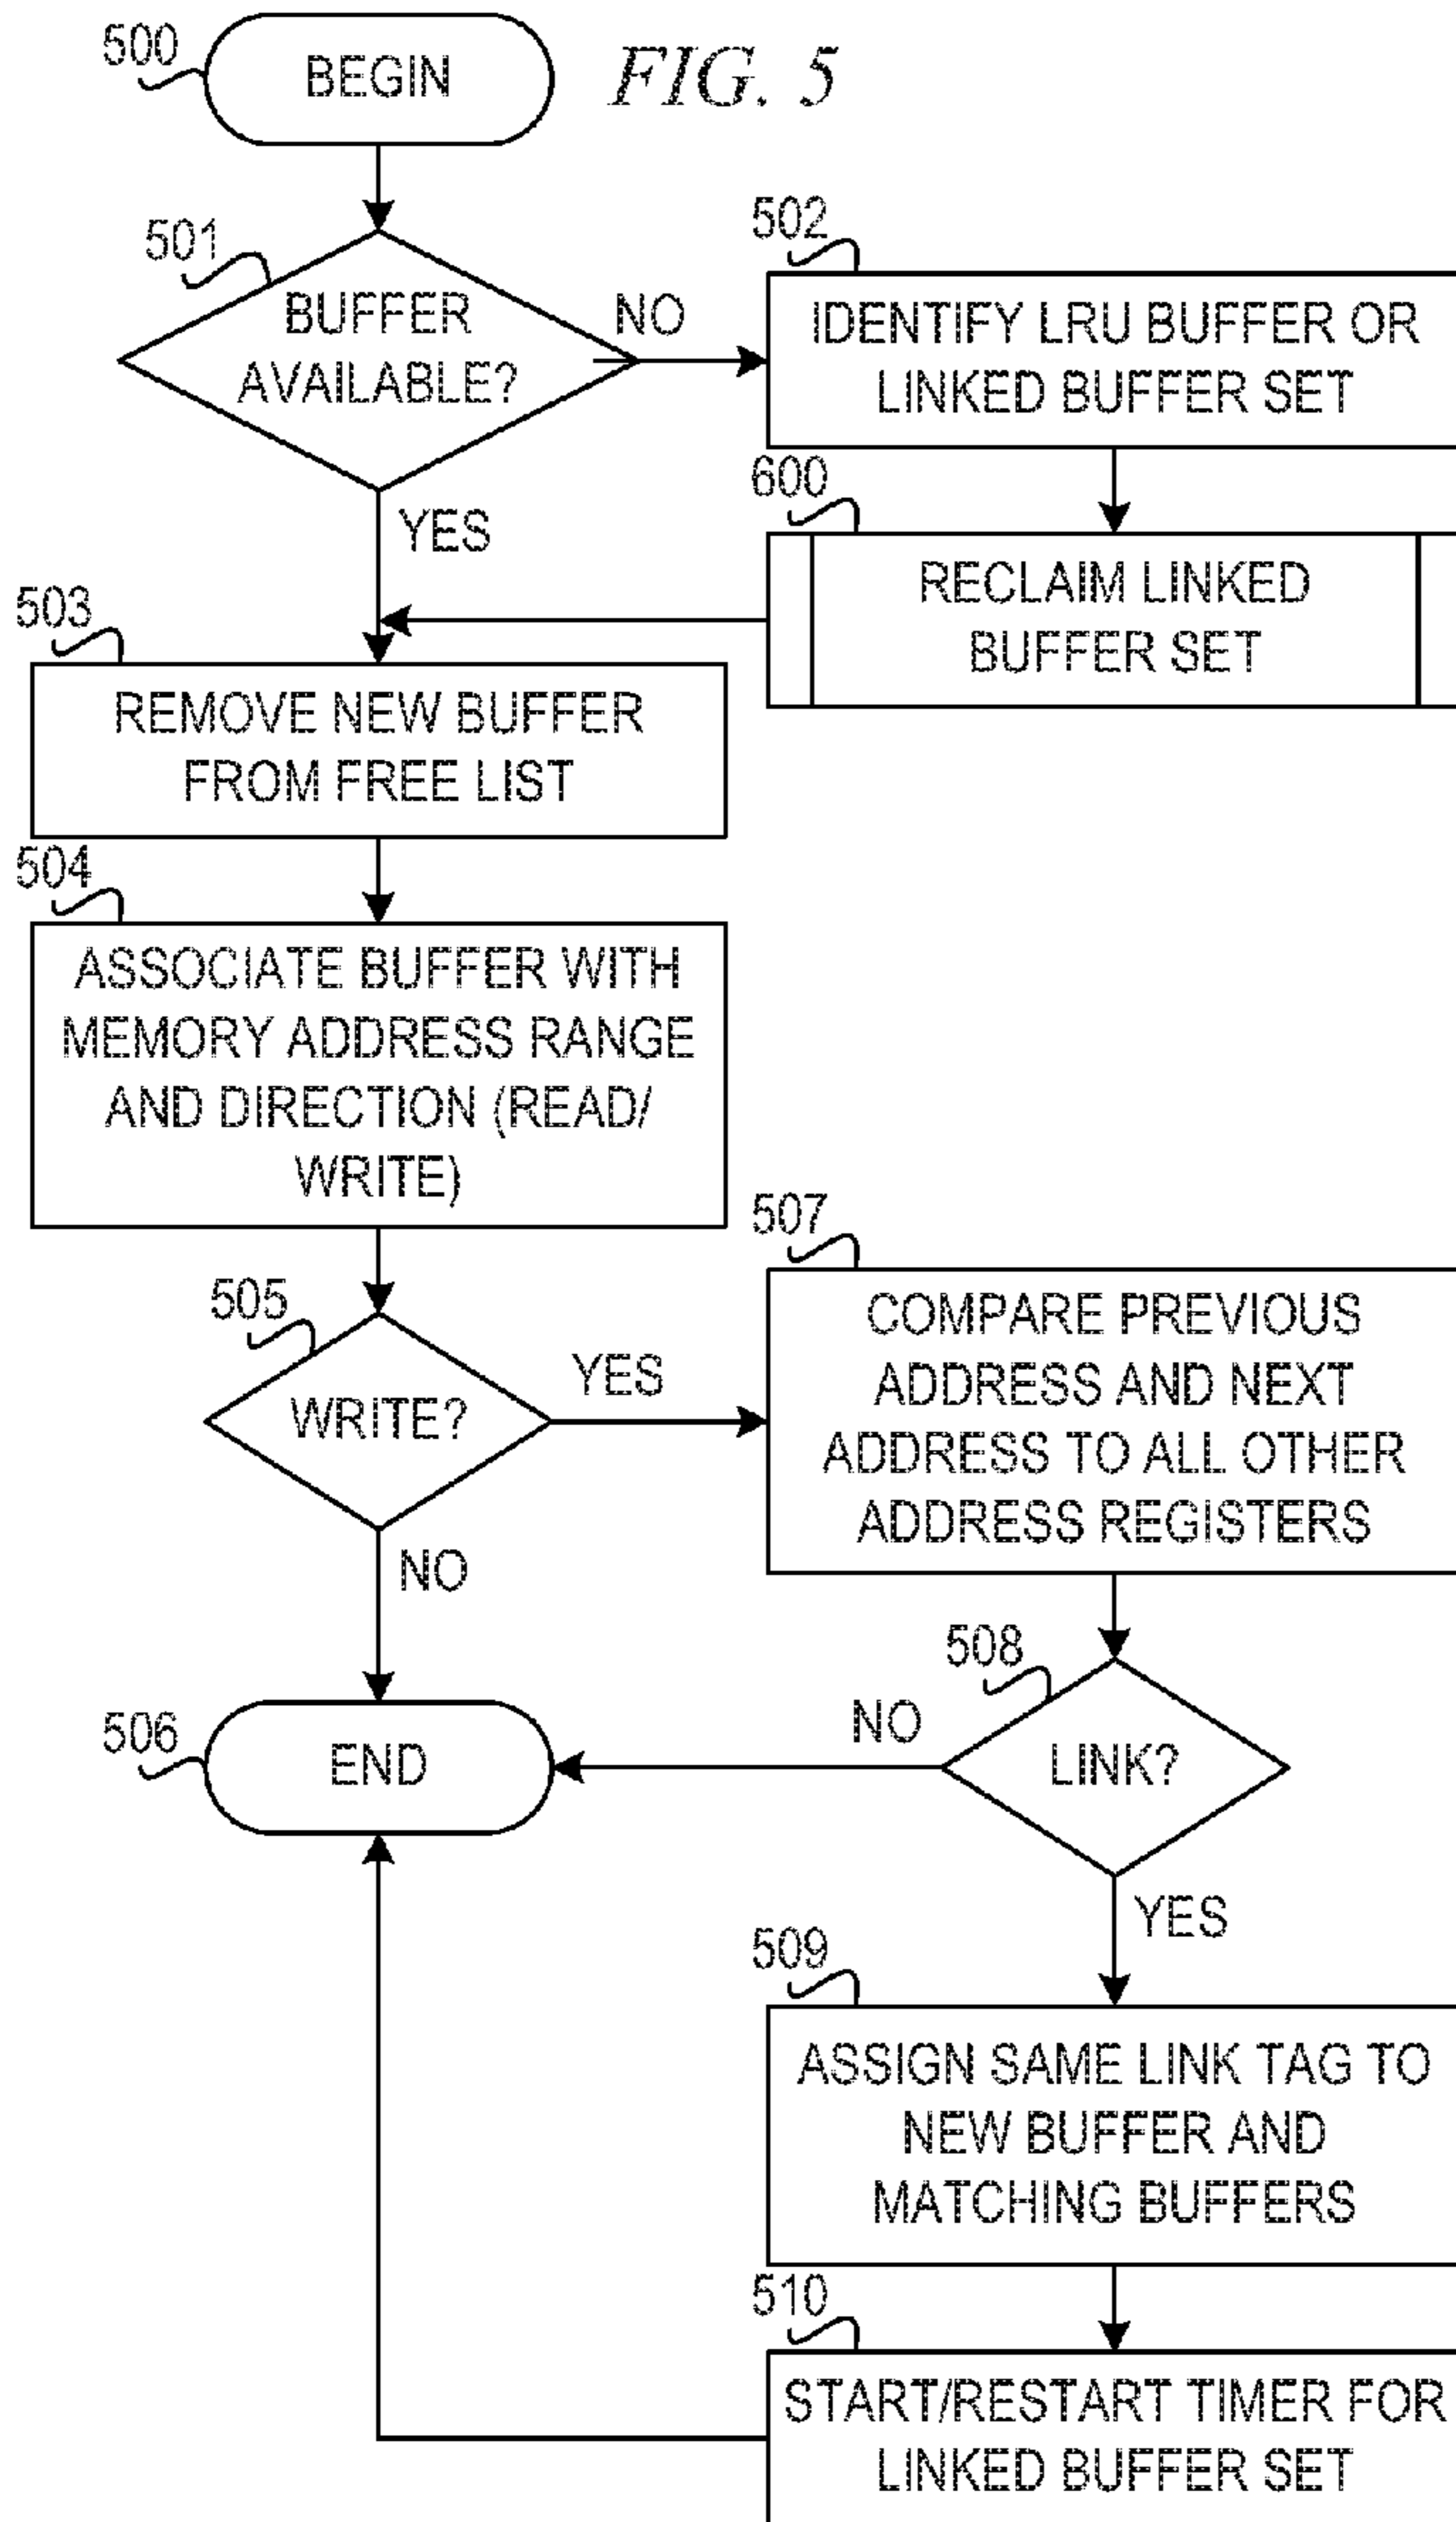 500
BEGIN
FIG. 5
501
BUFFER
AVAILABLE?
NO
YES
502
IDENTIFY LRU BUFFER OR
LINKED BUFFER SET
600
RECLAIM LINKED
BUFFER SET
503
REMOVE NEW BUFFER
FROM FREE LIST
504
ASSOCIATE BUFFER WITH
MEMORY ADDRESS RANGE
AND DIRECTION (READ/
WRITE)
505
WRITE?
YES
NO
507
COMPARE PREVIOUS
ADDRESS AND NEXT
ADDRESS TO ALL OTHER
ADDRESS REGISTERS
506
END
508
LINK?
NO
YES
509
ASSIGN SAME LINK TAG TO
NEW BUFFER AND
MATCHING BUFFERS
510
START/RESTART TIMER FOR
LINKED BUFFER SET